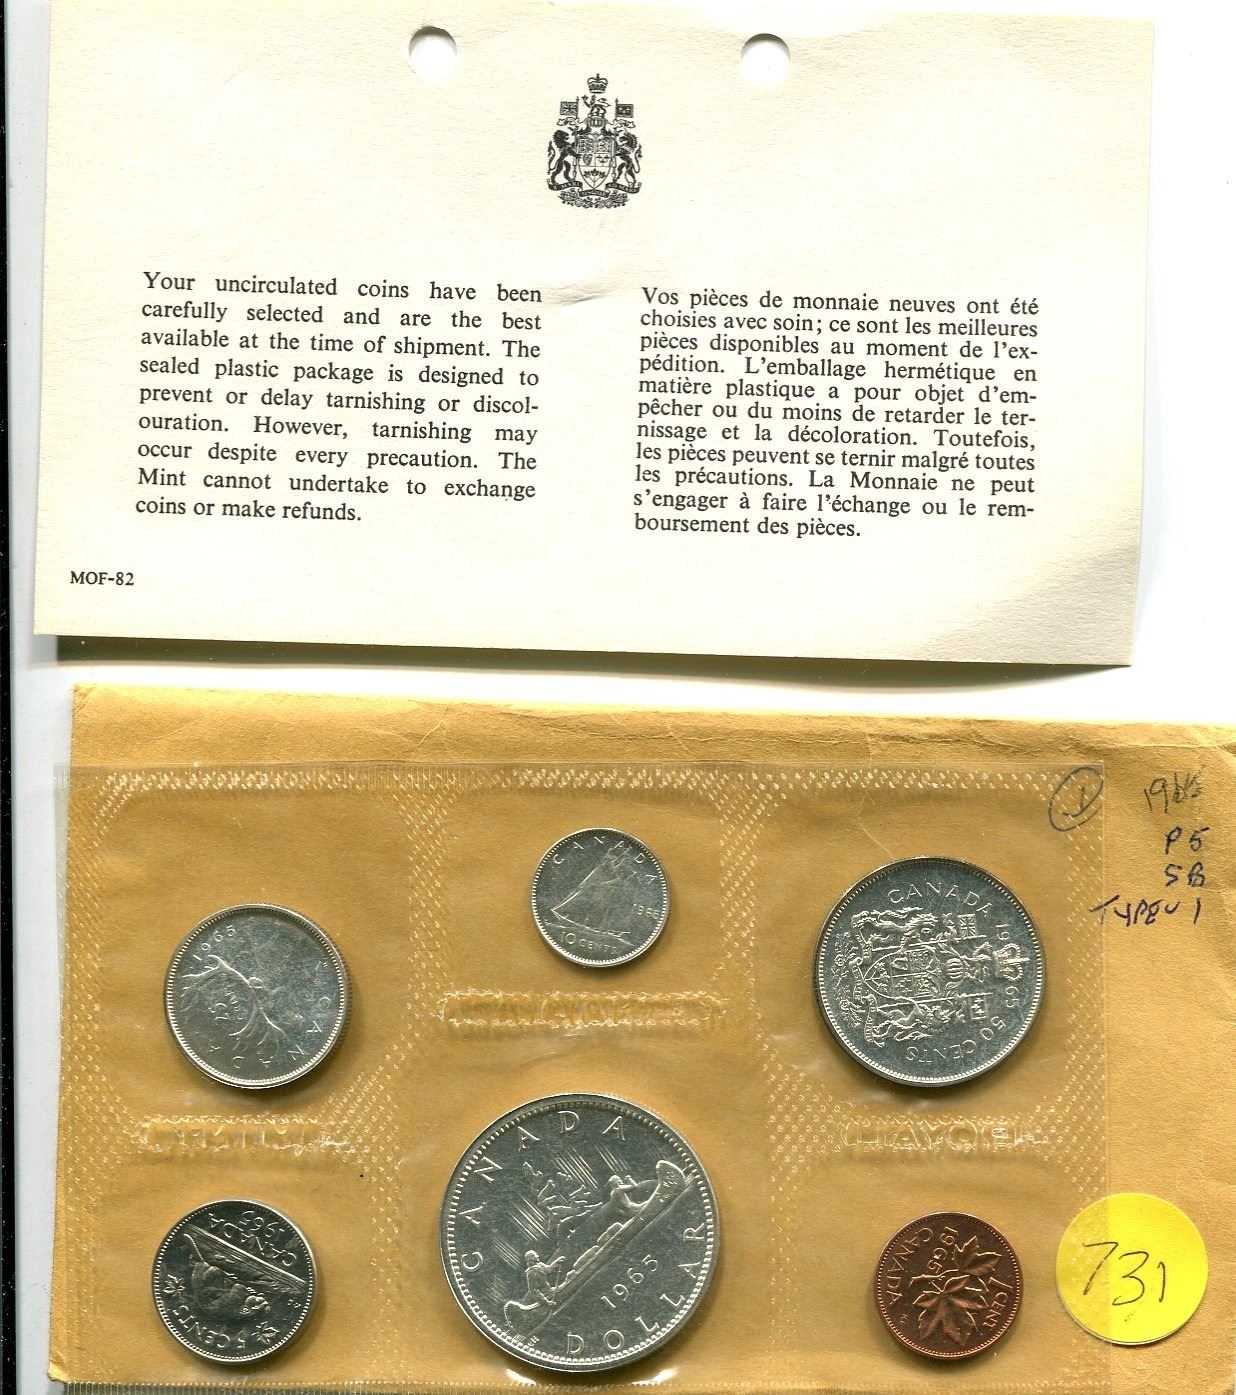 Your uncirculated coins have been
carefully selected and are the best
available at the time of shipment. The
sealed plastic package is designed to
prevent or delay tarnishing or discol-
ouration. However, tarnishing may
occur despite every precaution. The
Mint cannot undertake to exchange
coins or make refunds.
Vos pièces de monnaie neuves ont été
choisies avec soin; ce sont les meilleures
pièces disponibles au moment de l'ex-
pédition. L'emballage hermétique en
matière plastique a pour objet d'em-
pêcher ou du moins de retarder le ter-
nissage et la décoloration. Toutefois,
les pièces peuvent se ternir malgré toutes
les précautions. La Monnaie ne peut
s'engager à faire l'échange ou le rem-
boursement des pièces.
MOF-82
1965
P5
5B
TYPE 1
CANADA
1965
10 CENTS
CANADA 1965 50 CENTS
1965
25
CANADA
ROYAL
MINT
CANADA
1965
5 CENTS
CANADA
1965
DOLLAR
1 CENT
1965
CANADA
731